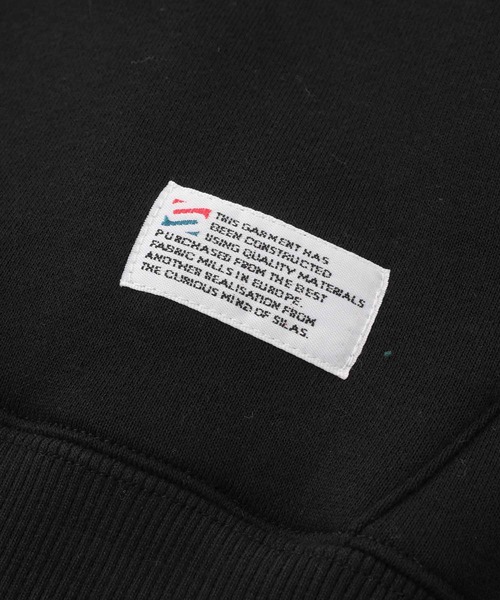 THIS GARMENT HAS
BEEN CONSTRUCTED
USING QUALITY MATERIALS
PURCHASED FROM THE BEST
FABRIC MILLS IN EUROPE.
ANOTHER REALISATION FROM
THE CURIOUS MIND OF SILAS.